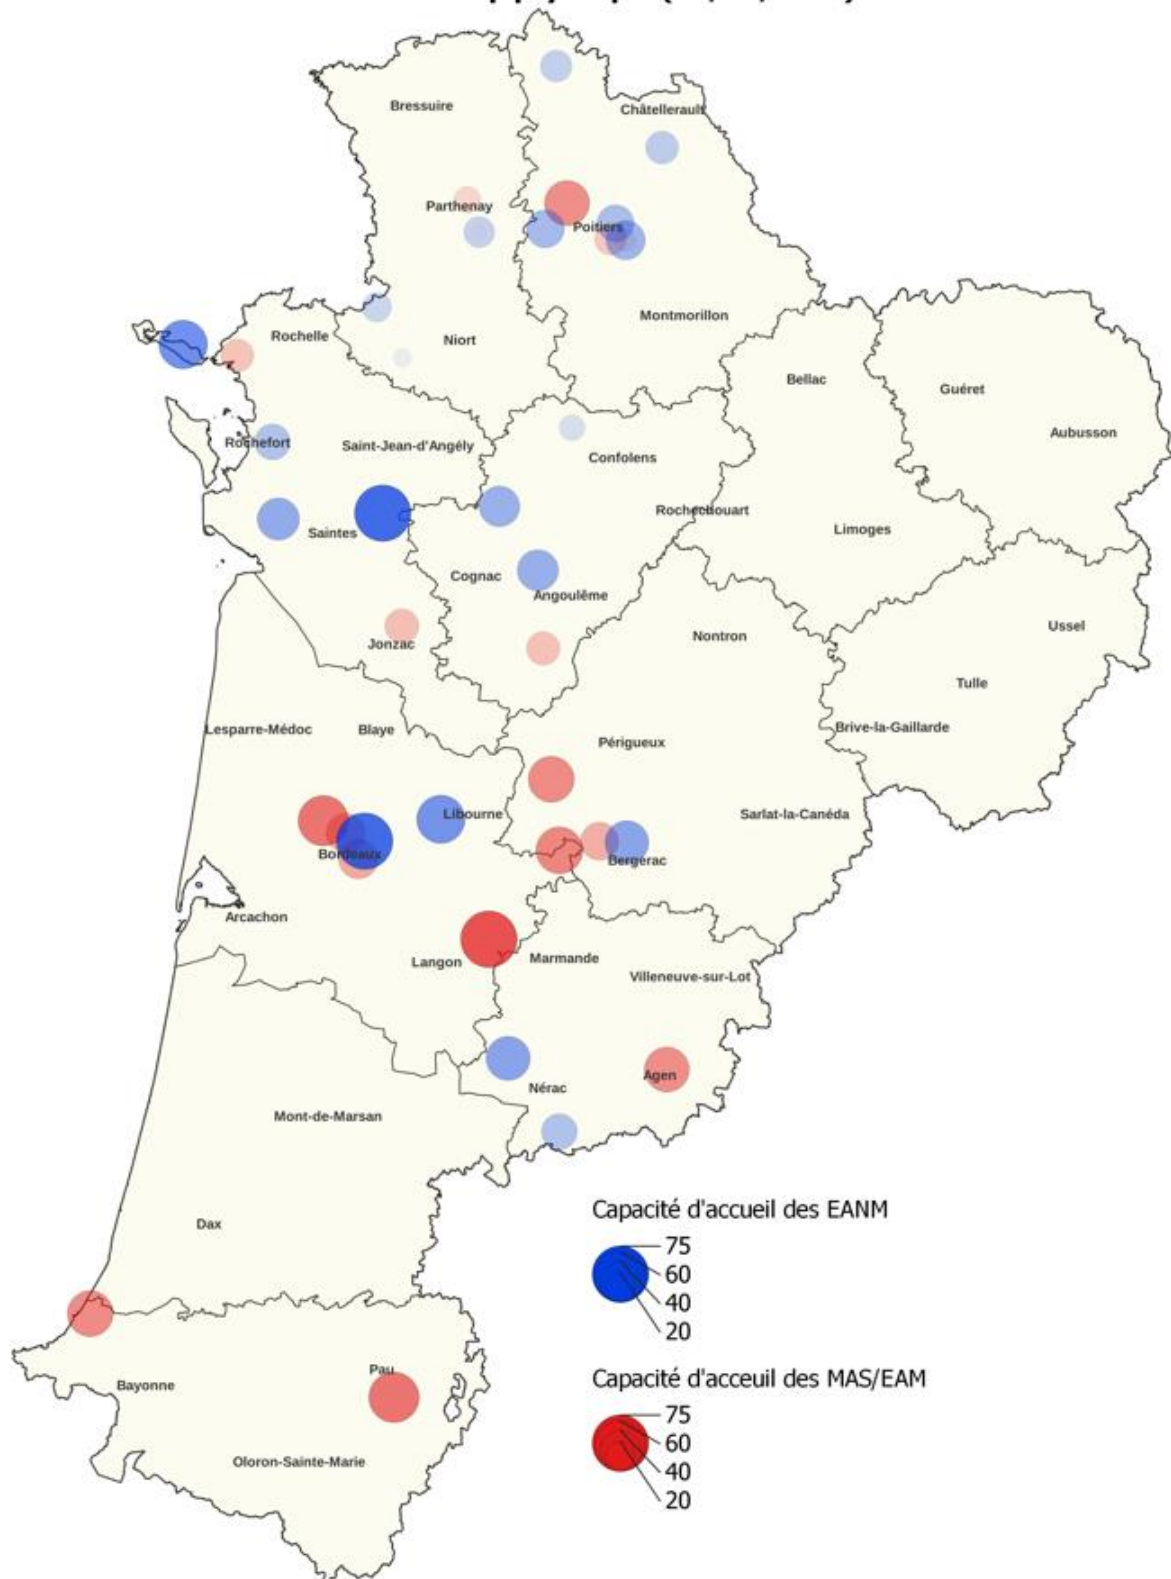 Bressuire
Châtellerault
Parthenay
Poitiers
Montmorillon
Rochelle
Niort
Bellac
Guéret
Aubusson
Rochefort
Saint-Jean-d'Angély
Confolens
Rochechouart
Limoges
Saintes
Cognac
Angoulême
Ussel
Nontron
Jonzac
Tulle
Lesparre-Médoc
Blaye
Périgueux
Brive-la-Gaillarde
Libourne
Sarlat-la-Canéda
Bordeaux
Bergerac
Arcachon
Langon
Marmande
Villeneuve-sur-Lot
Agen
Nérac
Mont-de-Marsan
Dax
Capacité d'accueil des EANM
75
60
40
20
Pau
Bayonne
Capacité d'acceuil des MAS/EAM
75
60
40
20
Oloron-Sainte-Marie